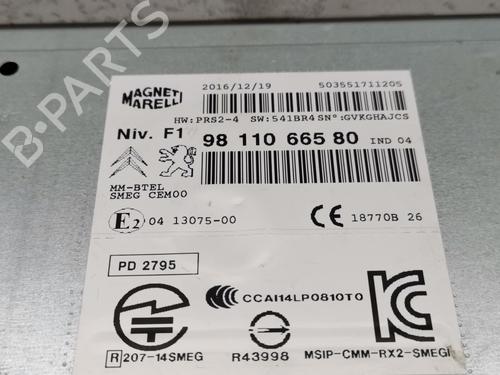 B-PARTS
MAGNETI
MARELLI
2016/12/19 503551711205
HW:PRS2-4 SW:541BR4 SN°:GVKGHAJCS
Niv. F1
98 110 665 80 IND 04
MM-BTEL
SMEG CEM00
E2 04 13075-00 CE 18770B 26
PD 2795
CCAI14LP0810T0
R 207-14SMEG R43998 MSIP-CMM-RX2-SMEGI